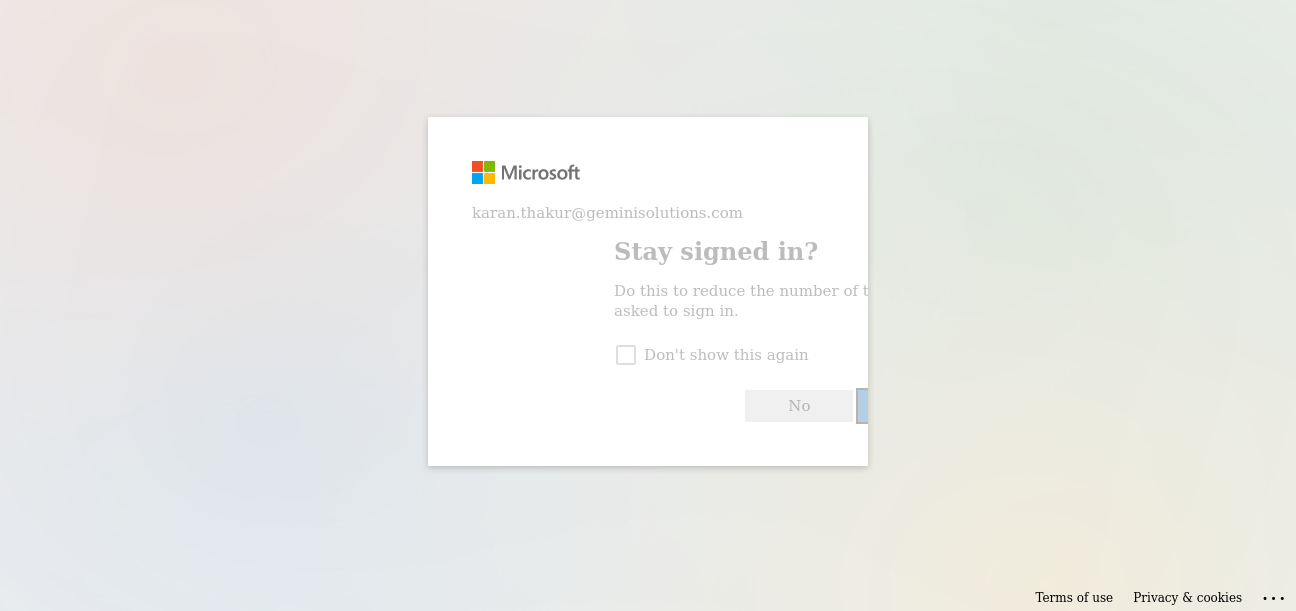 Microsoft
karan.thakur@geminisolutions.com
Stay signed in?
Do this to reduce the number of
asked to sign in.
Don't show this again
No
Terms of use
Privacy & cookies